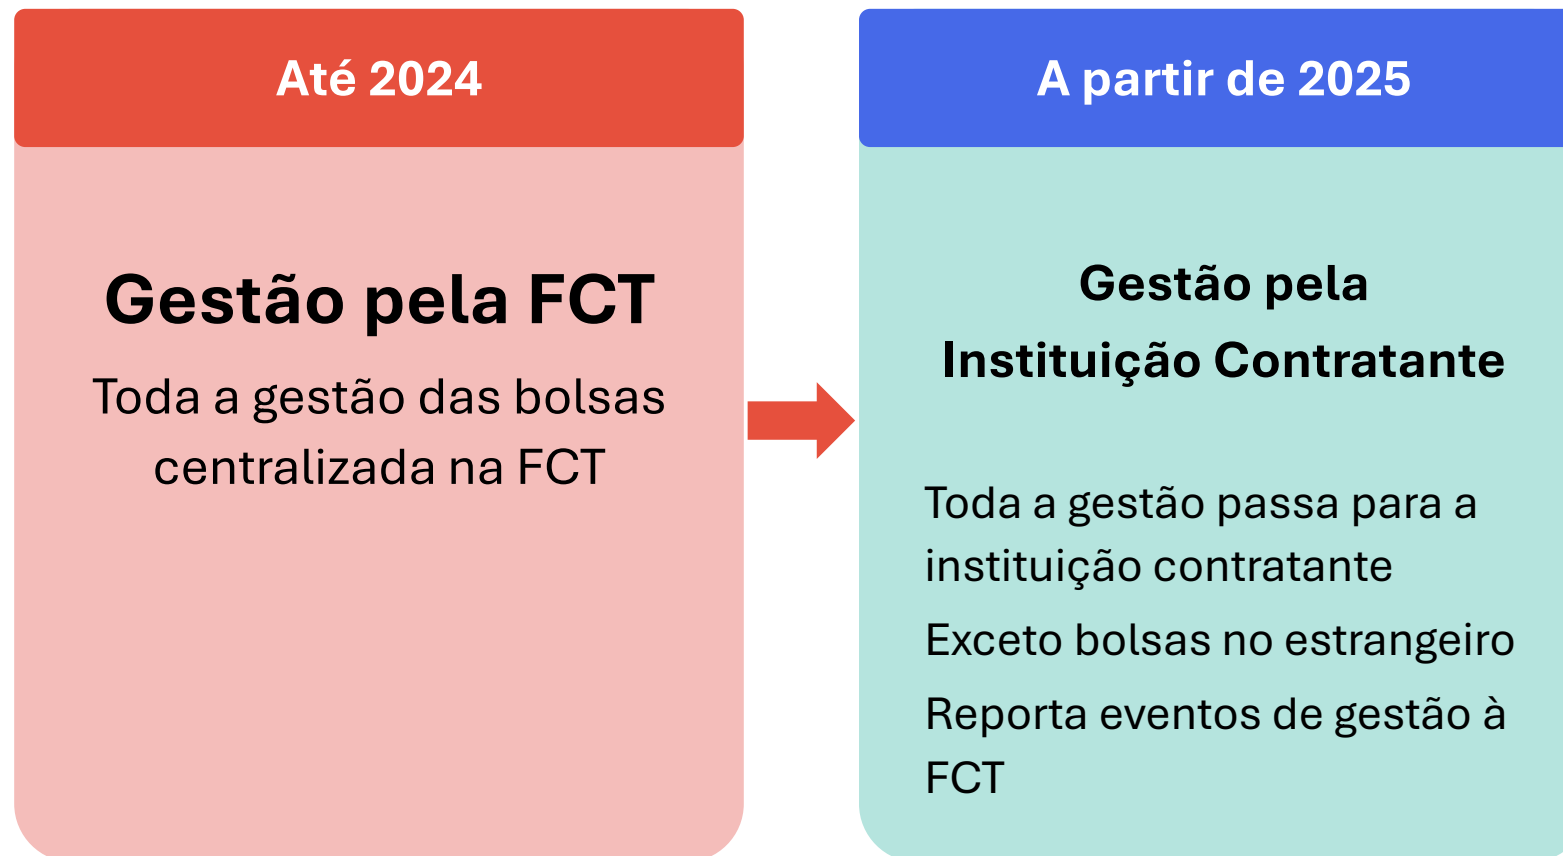 Até 2024
Gestão pela FCT
Toda a gestão das bolsas
centralizada na FCT
A partir de 2025
Gestão pela
Instituição Contratante
Toda a gestão passa para a
instituição contratante
Exceto bolsas no estrangeiro
Reporta eventos de gestão à
FCT